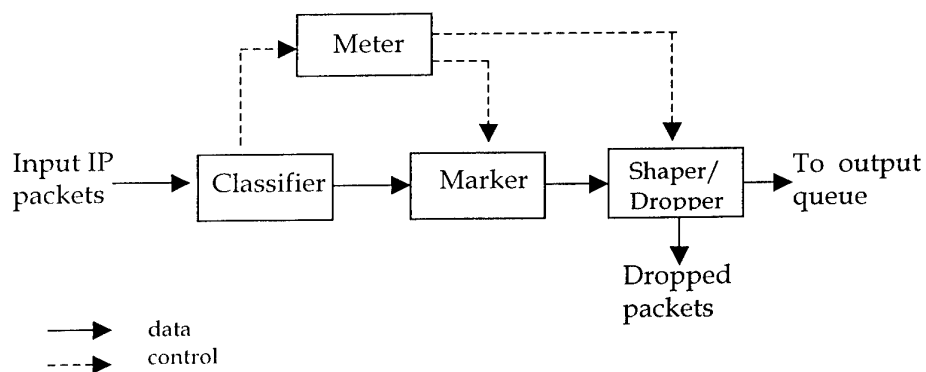 Meter
Input IP
packets
Classifier
Marker
Shaper/
Dropper
To output
queue
Dropped
packets
data
control